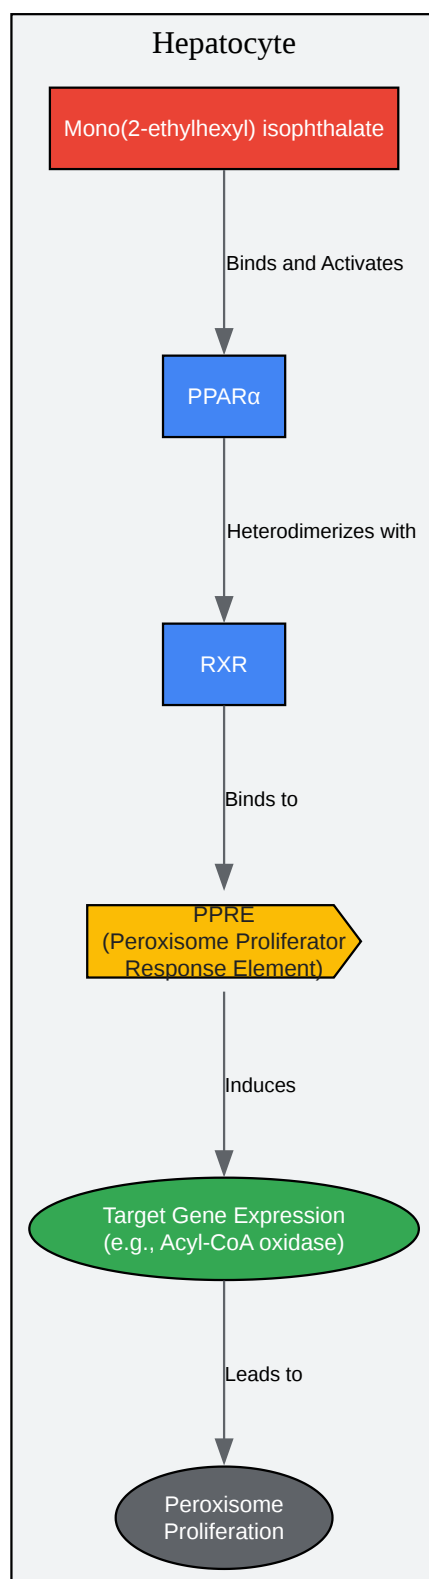 Hepatocyte
Mono(2-ethylhexyl) isophthalate
Binds and Activates
PPARα
Heterodimerizes with
RXR
Binds to
PPRE
(Peroxisome Proliferator
Response Element)
Induces
Target Gene Expression
(e.g., Acyl-CoA oxidase)
Leads to
Peroxisome
Proliferation